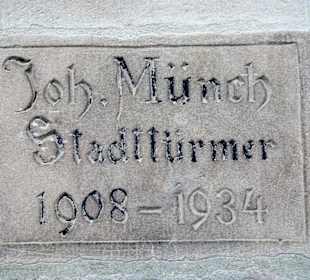 Joh. Münch
Stadttürmer
1908 – 1934